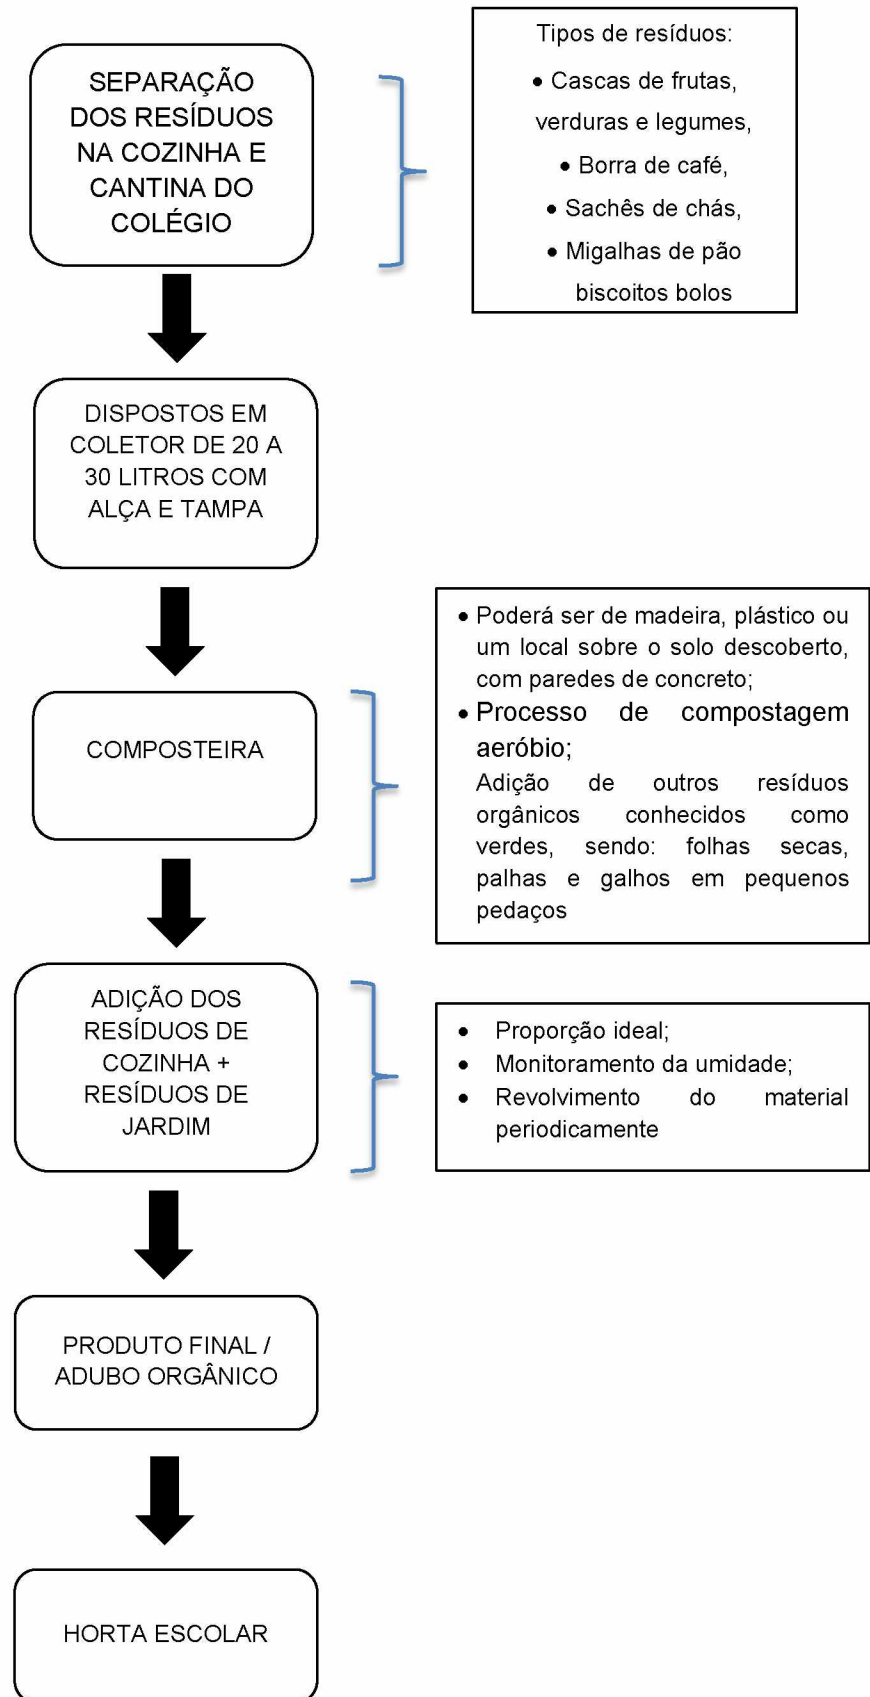 SEPARAÇÃO
DOS RESÍDUOS
NA COZINHA E
CANTINA DO
COLÉGIO
Tipos de resíduos:
• Cascas de frutas,
verduras e legumes,
• Borra de café,
• Sachês de chás,
• Migalhas de pão
biscoitos bolos
DISPOSTOS EM
COLETOR DE 20 A
30 LITROS COM
ALÇA E TAMPA
COMPOSTEIRA
• Poderá ser de madeira, plástico ou
um local sobre o solo descoberto,
com paredes de concreto;
• Processo de compostagem
aeróbio;
Adição de outros resíduos
orgânicos conhecidos como
verdes, sendo: folhas secas,
palhas e galhos em pequenos
pedaços
ADIÇÃO DOS
RESÍDUOS DE
COZINHA +
RESÍDUOS DE
JARDIM
• Proporção ideal;
• Monitoramento da umidade;
• Revolvimento do material
periodicamente
PRODUTO FINAL /
ADUBO ORGÂNICO
HORTA ESCOLAR